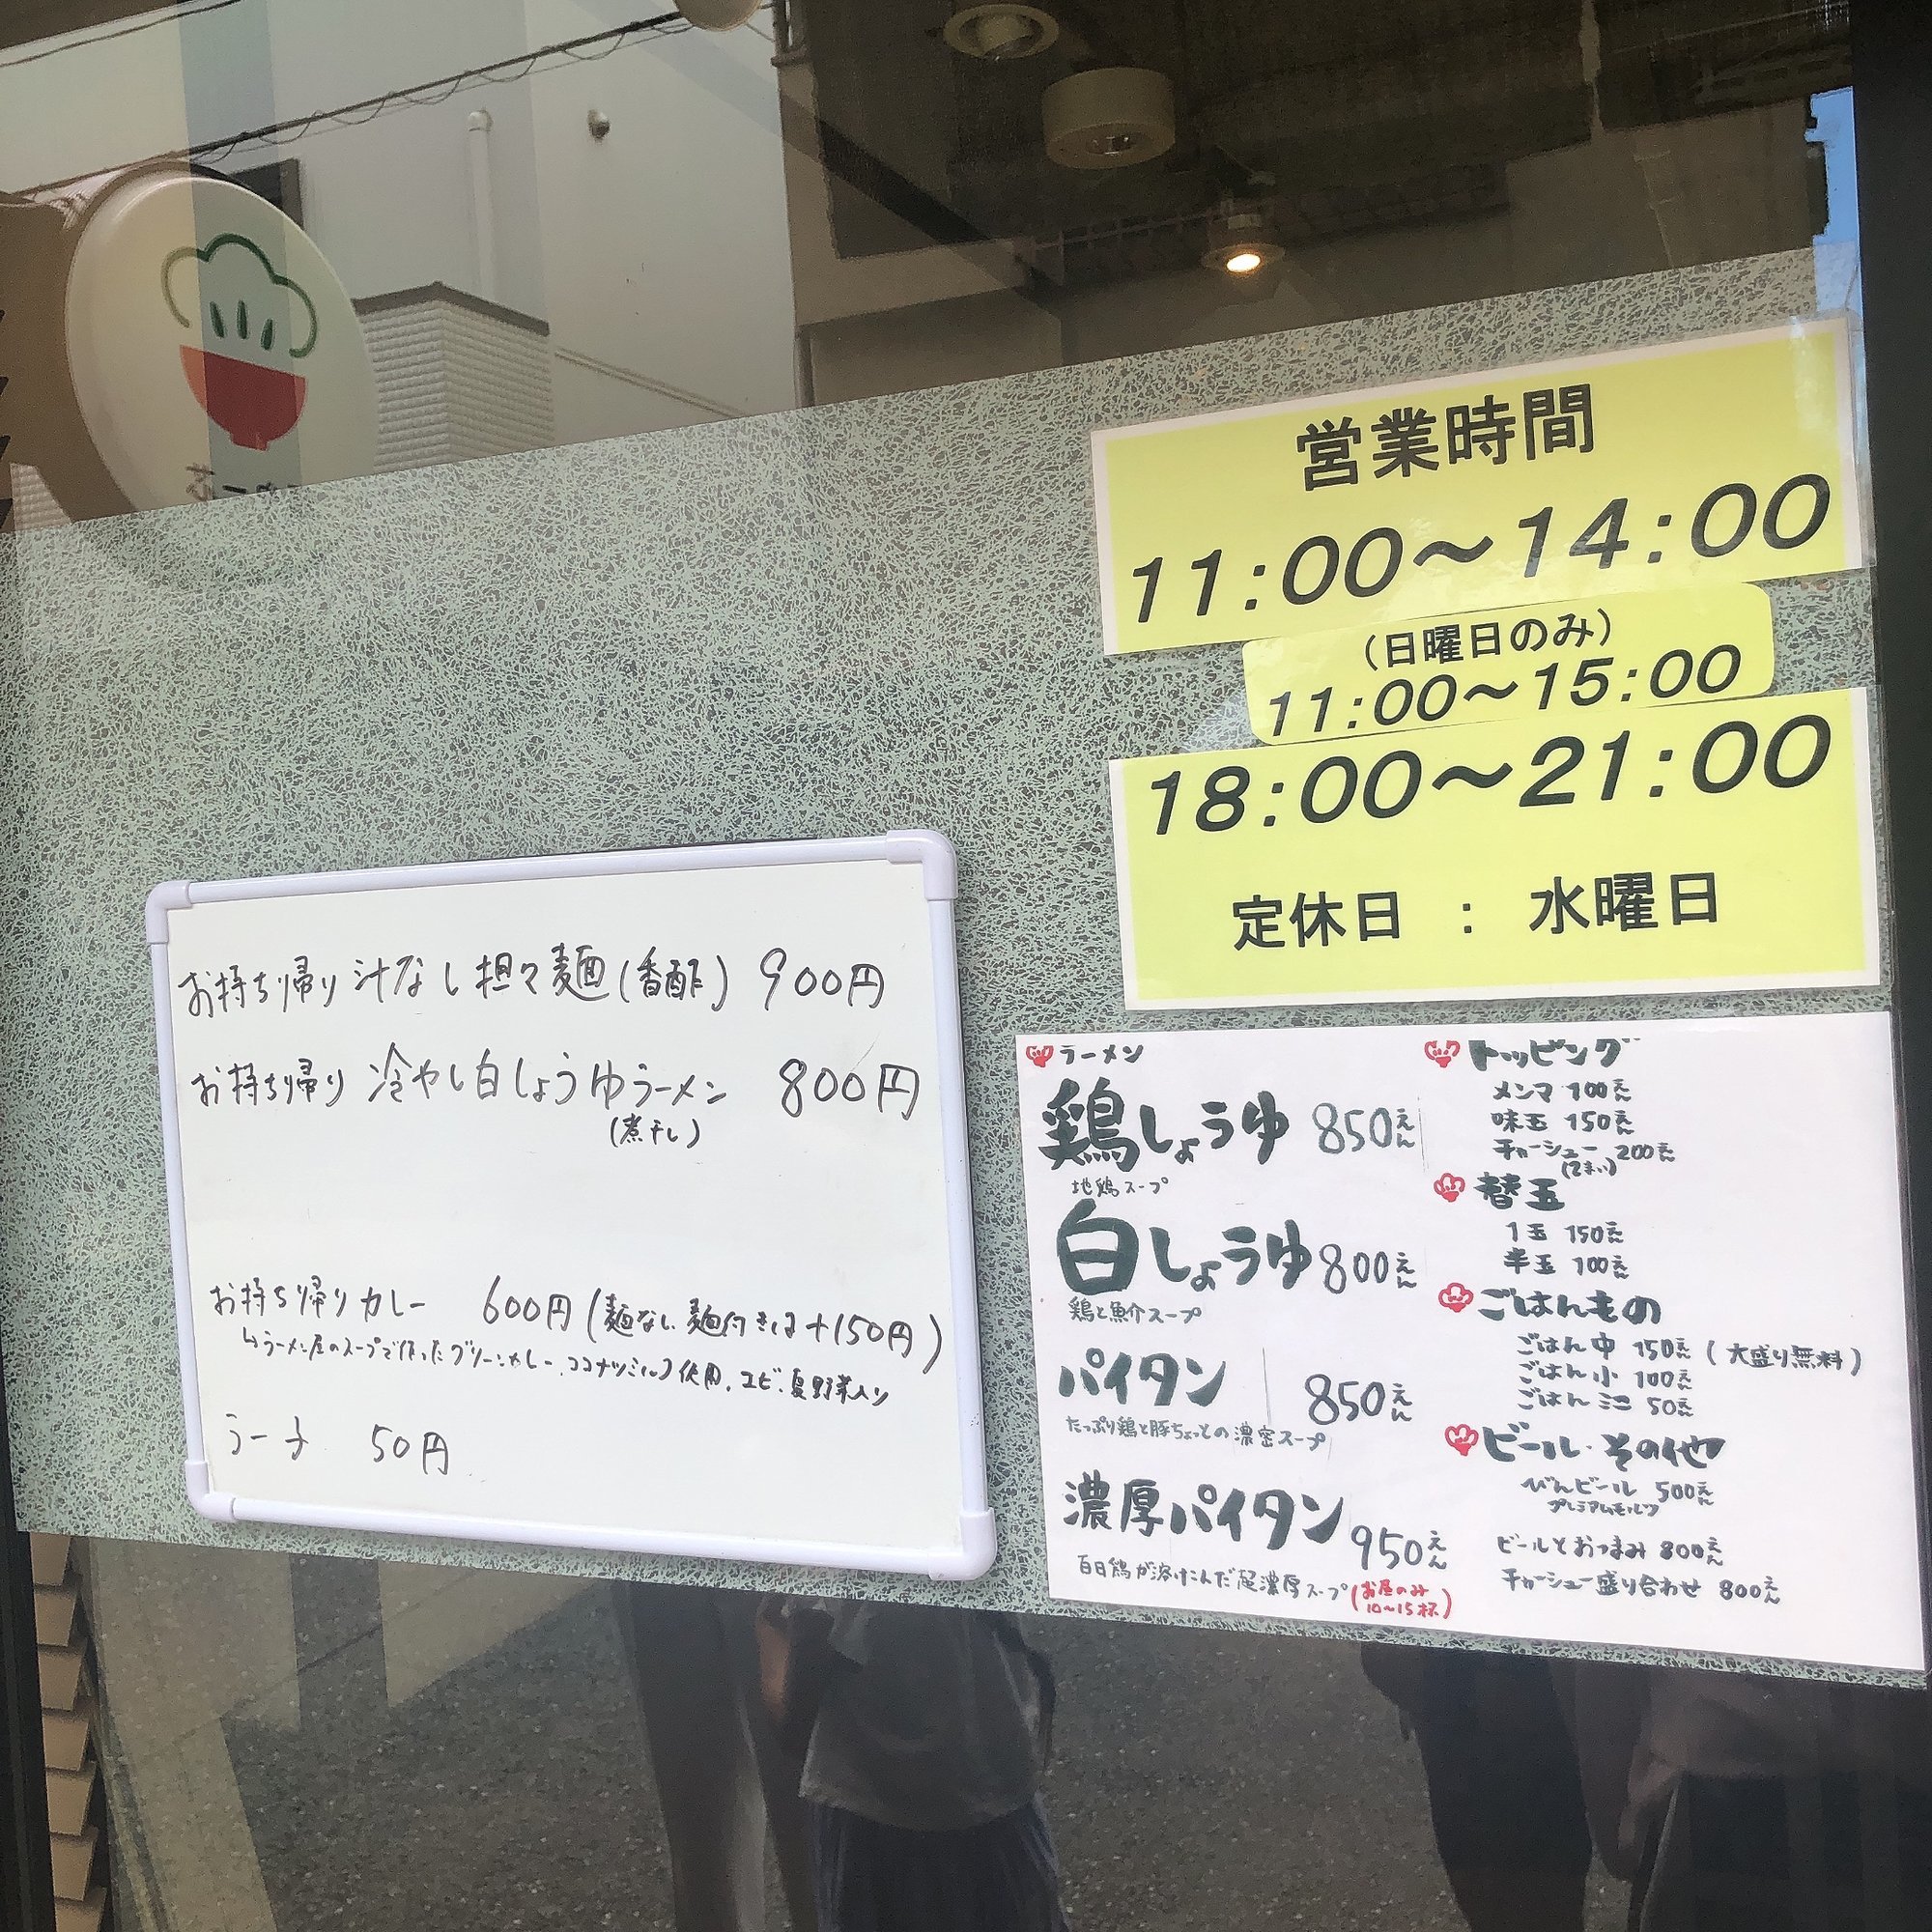 営業時間
11:00～14:00
(日曜日のみ)
11:00～15:00
18:00～21:00
定休日 : 水曜日
お持ち帰り 汁なし担々麺(香酢) 900円
お持ち帰り 冷やし白しょうゆラーメン 800円
(煮干し)
お持ち帰りカレー 600円(麺なし 麺付きは+150円)
↳ラーメン屋のスープで作ったグリーンカレー、ココナッツミルク使用。エビ、夏野菜入り
50円
ラーメン
鶏しょうゆ 850えん
地鶏スープ
白しょうゆ 800えん
鶏と魚介スープ
パイタン 850えん
たっぷり鶏と豚ちょっとの濃密スープ
濃厚パイタン 950えん
百日鶏が溶けこんだ超濃厚スープ(お昼のみ
10～15杯)
トッピング
メンマ 100えん
味玉 150えん
チャーシュー 200えん
(2まい)
替玉
1玉 150えん
半玉 100えん
ごはんもの
ごはん中 150えん (大盛り無料)
ごはん小 100えん
ごはんミニ 50えん
ビール・その他
びんビール 500えん
プレミアムモルツ
ビールとおつまみ 800えん
チャーシュー盛り合わせ 800えん